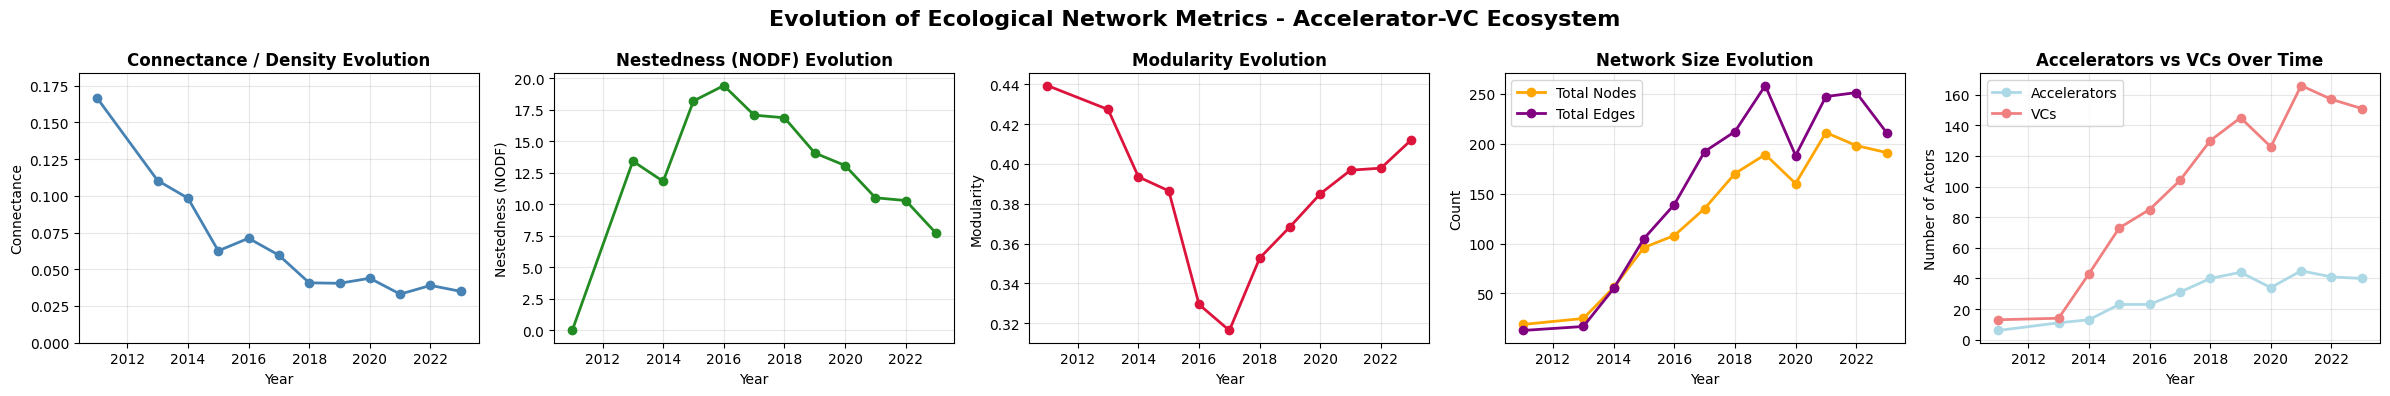 Evolution of Ecological Network Metrics - Accelerator-VC Ecosystem
Connectance / Density Evolution
Connectance
0.175
0.150
0.125
0.100
0.075
0.050
0.025
0.000
2012 2014 2016 2018 2020 2022
Year
Nestedness (NODF) Evolution
Nestedness (NODF)
20.0
17.5
15.0
12.5
10.0
7.5
5.0
2.5
0.0
2012 2014 2016 2018 2020 2022
Year
Modularity Evolution
Modularity
0.44
0.42
0.40
0.38
0.36
0.34
0.32
2012 2014 2016 2018 2020 2022
Year
Network Size Evolution
Total Nodes
Total Edges
Count
250
200
150
100
50
2012 2014 2016 2018 2020 2022
Year
Accelerators vs VCs Over Time
Accelerators
VCs
Number of Actors
160
140
120
100
80
60
40
20
0
2012 2014 2016 2018 2020 2022
Year